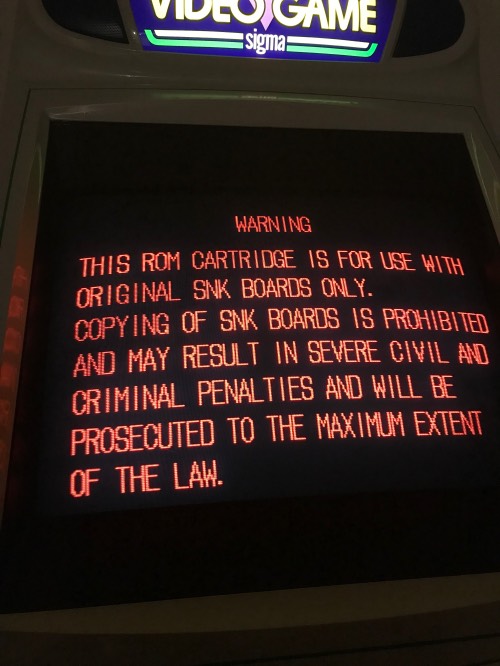 VIDEO GAME
sigma
WARNING
THIS ROM CARTRIDGE IS FOR USE WITH
ORIGINAL SNK BOARDS ONLY.
COPYING OF SNK BOARDS IS PROHIBITED
AND MAY RESULT IN SEVERE CIVIL AND
CRIMINAL PENALTIES AND WILL BE
PROSECUTED TO THE MAXIMUM EXTENT
OF THE LAW.